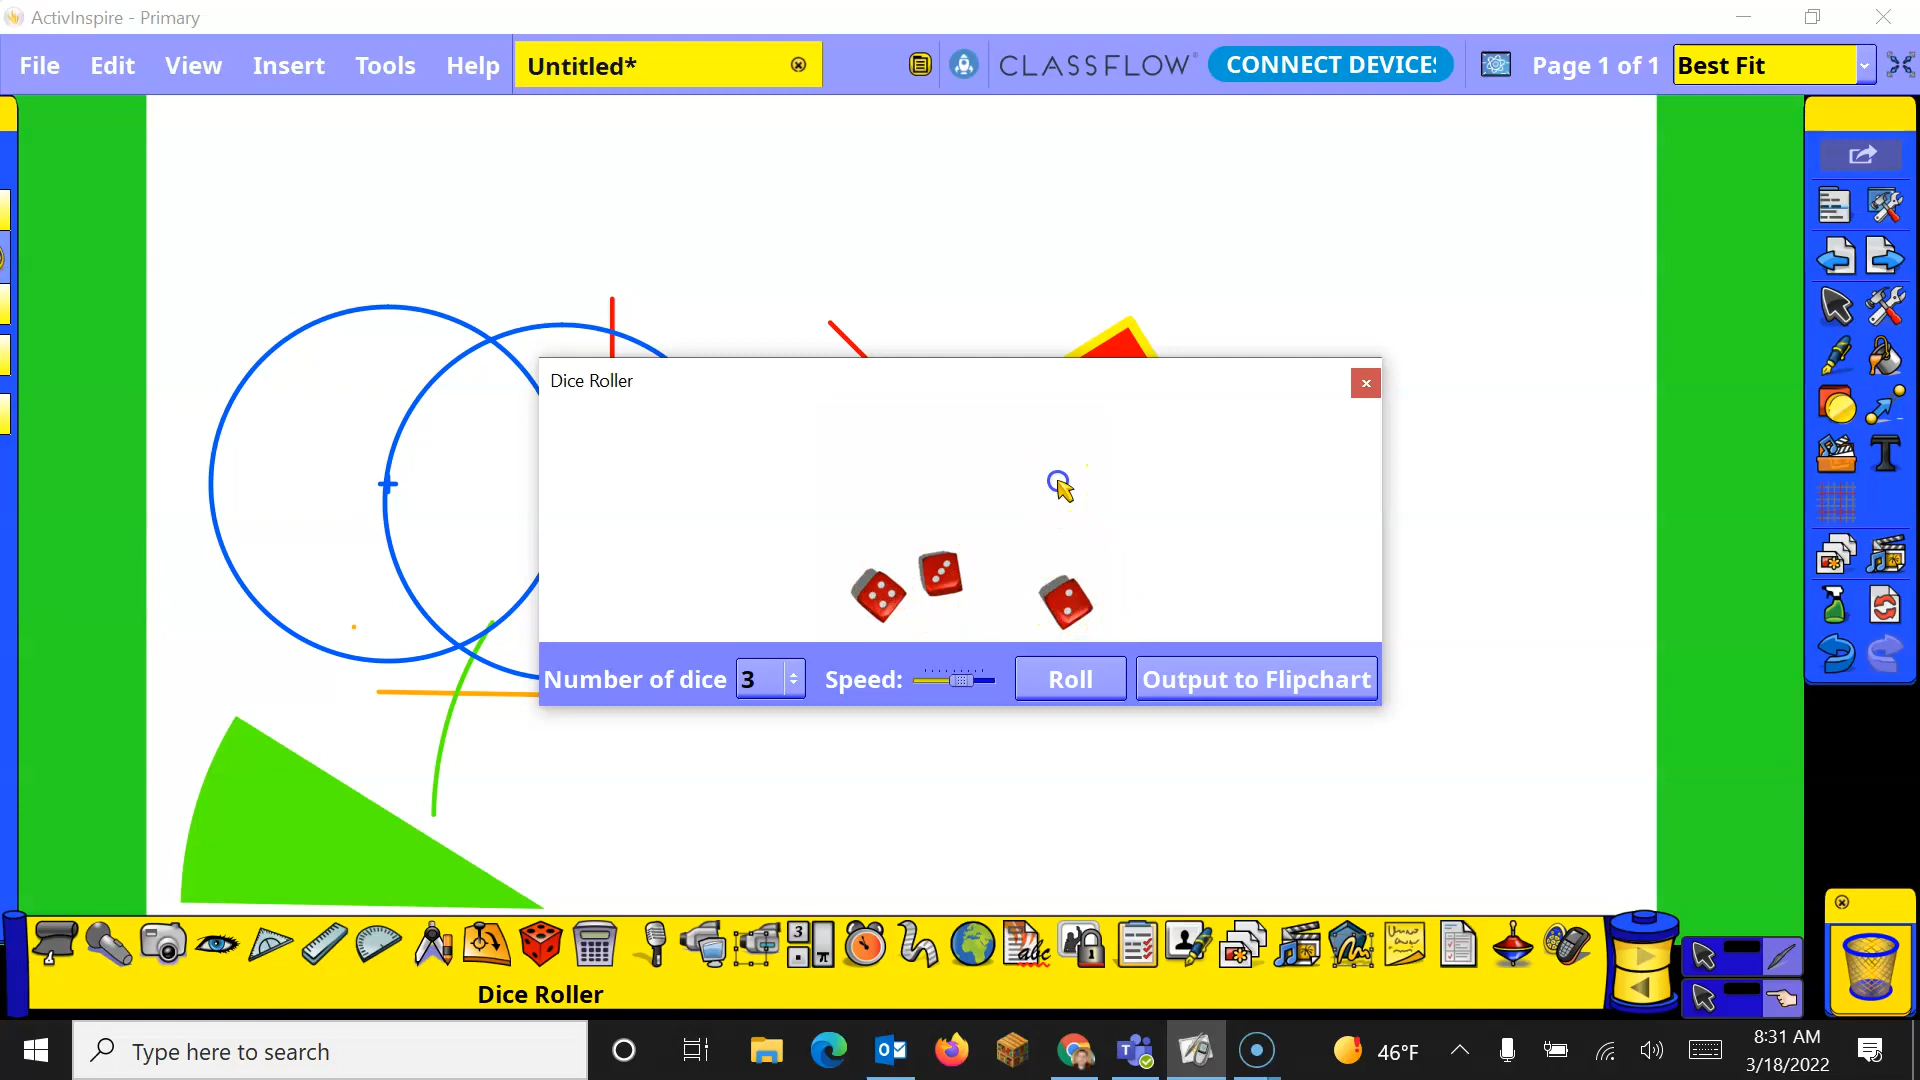 ActivInspire - Primary
File Edit View Insert Tools Help Untitled* CLASSFLOW CONNECT DEVICES Page 1 of 1 Best Fit
Dice Roller
Number of dice 3 Speed: Roll Output to Flipchart
Dice Roller
Type here to search
46°F
8:31 AM
3/18/2022